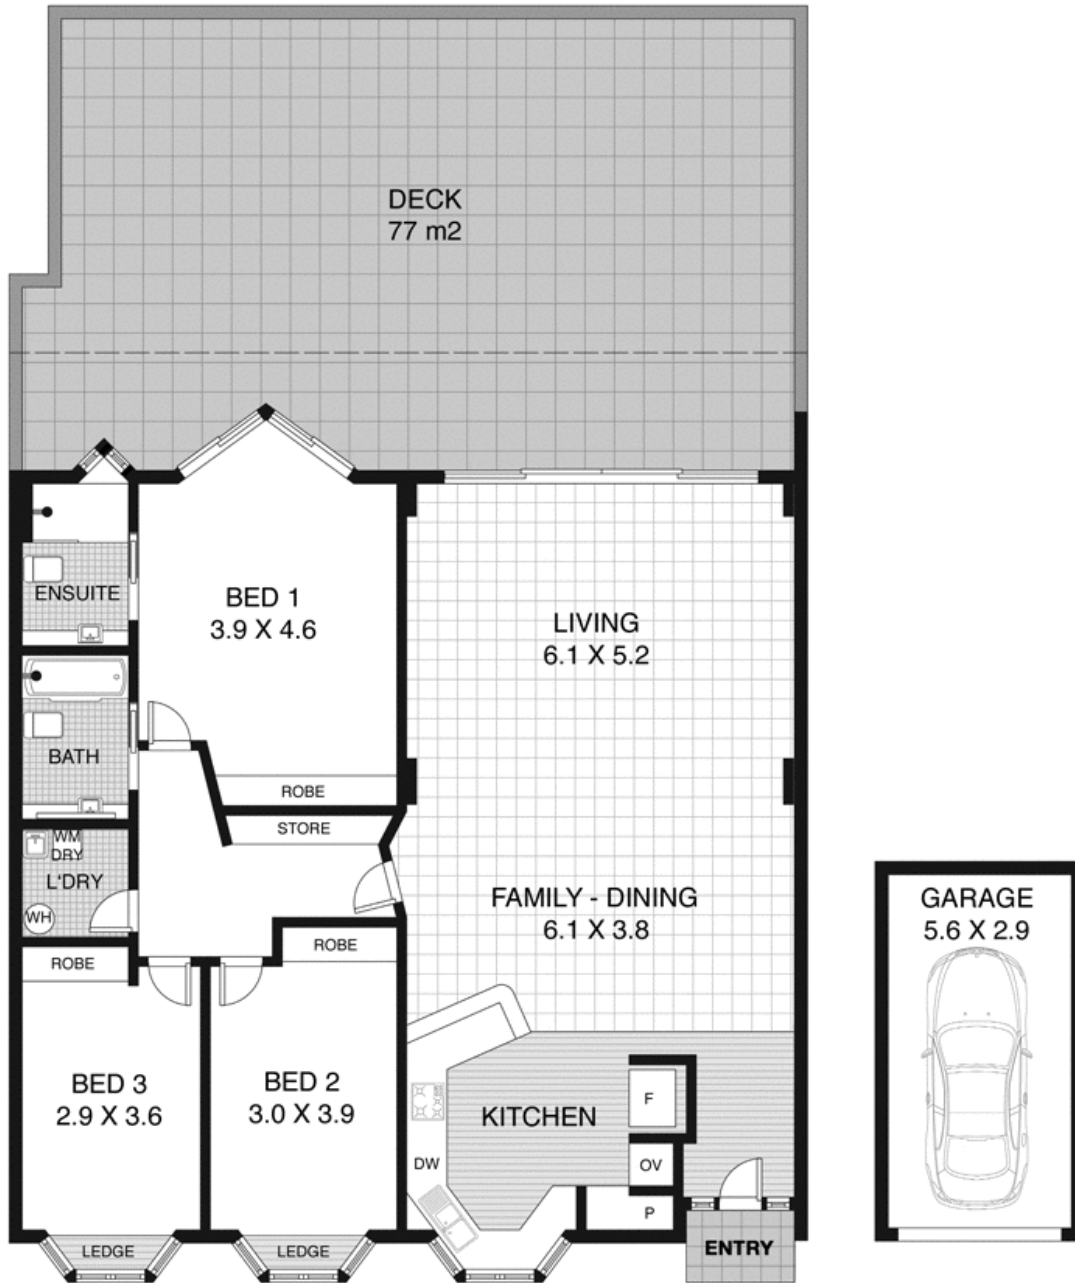 DECK
77 m2
ENSUITE
BED 1
3.9 X 4.6
LIVING
6.1 X 5.2
BATH
ROBE
STORE
WM
DRY
L'DRY
WH
FAMILY - DINING
6.1 X 3.8
GARAGE
5.6 X 2.9
ROBE
ROBE
BED 3
2.9 X 3.6
BED 2
3.0 X 3.9
KITCHEN
F
DW
OV
P
LEDGE
LEDGE
ENTRY